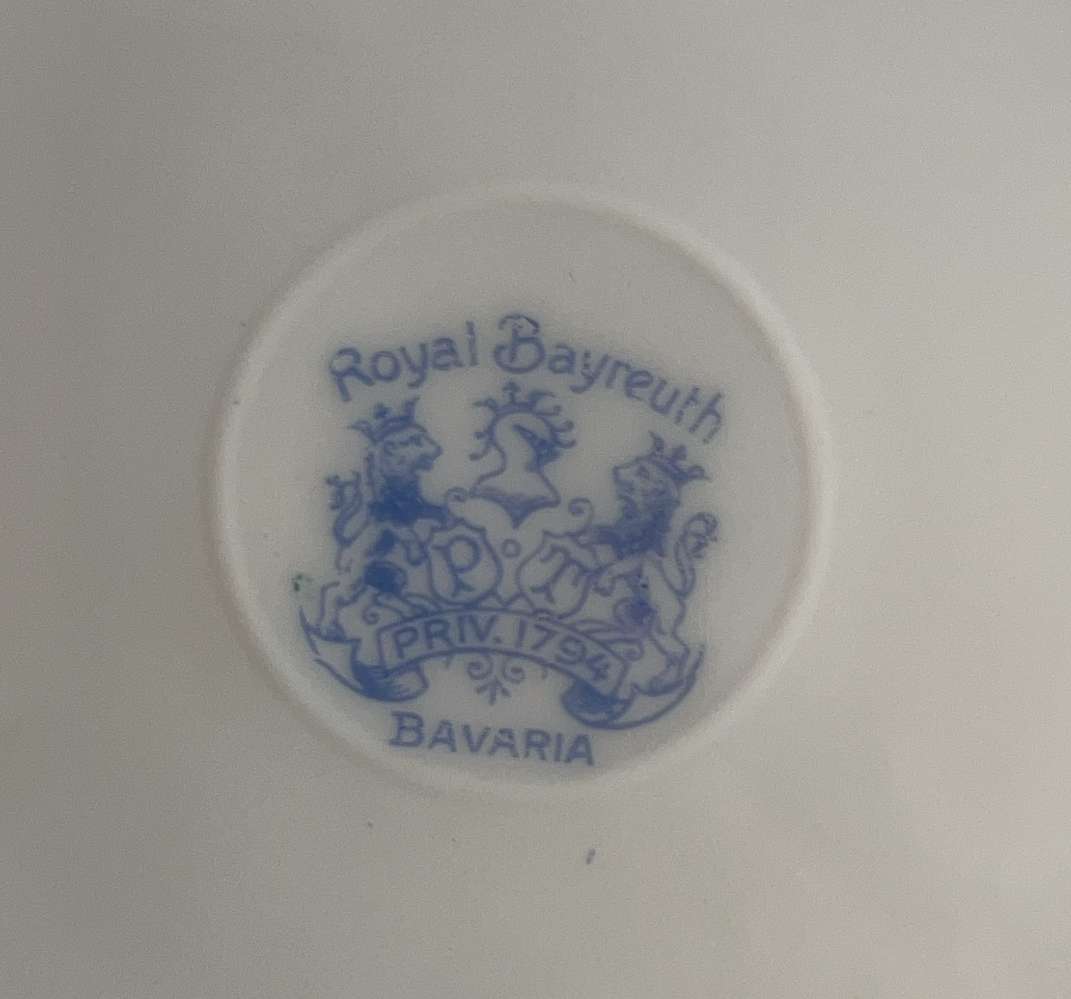 Royal Bayreuth
P T
PRIV. 1794
BAVARIA